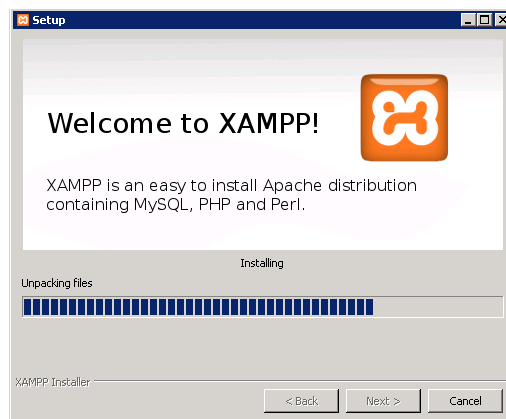 Setup
Welcome to XAMPP!
XAMPP is an easy to install Apache distribution
containing MySQL, PHP and Perl.
Installing
Unpacking files
XAMPP Installer
< Back
Next >
Cancel